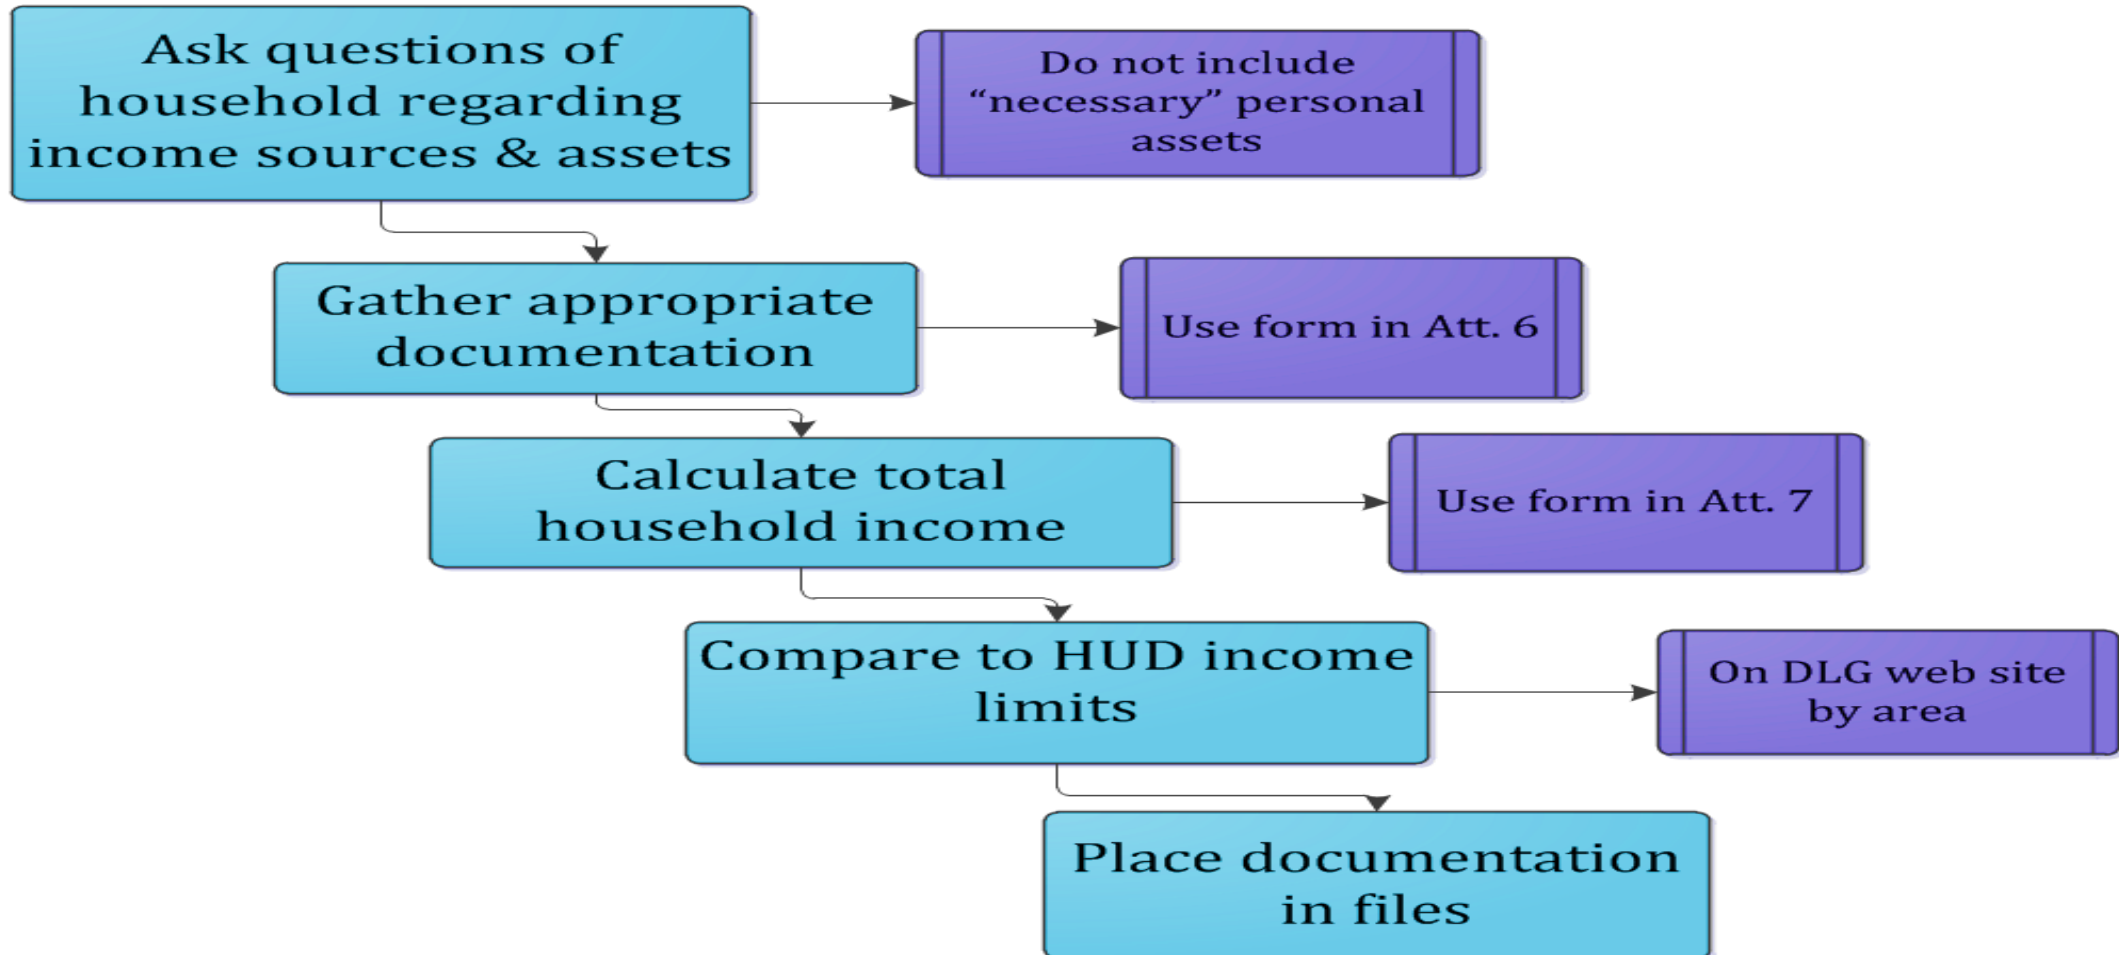 Ask questions of
household regarding
income sources & assets
Do not include
“necessary” personal
assets
Gather appropriate
documentation
Use form in Att. 6
Calculate total
household income
Use form in Att. 7
Compare to HUD income
limits
On DLG web site
by area
Place documentation
in files